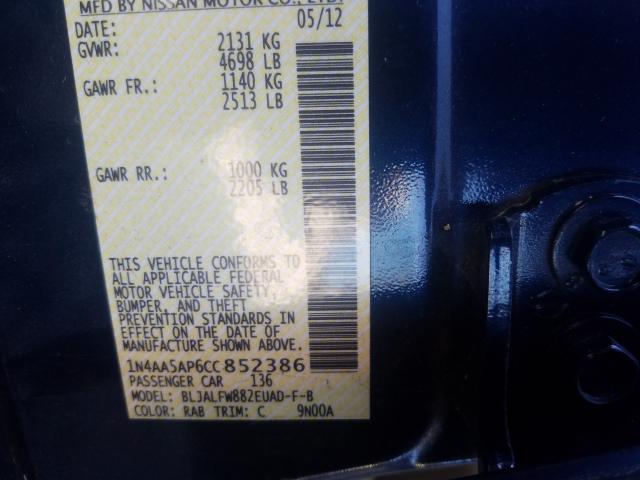 MFD BY NISSAN MOTOR CO., LTD.
DATE: 05/12
GVWR: 2131 KG
4698 LB
GAWR FR.: 1140 KG
2513 LB
GAWR RR.: 1000 KG
2205 LB
THIS VEHICLE CONFORMS TO
ALL APPLICABLE FEDERAL
MOTOR VEHICLE SAFETY,
BUMPER, AND THEFT
PREVENTION STANDARDS IN
EFFECT ON THE DATE OF
MANUFACTURE SHOWN ABOVE.
1N4AA5AP6CC852386
PASSENGER CAR 136
MODEL: BLJALFW882EUAD-F-B
COLOR: RAB TRIM: C 9N00A